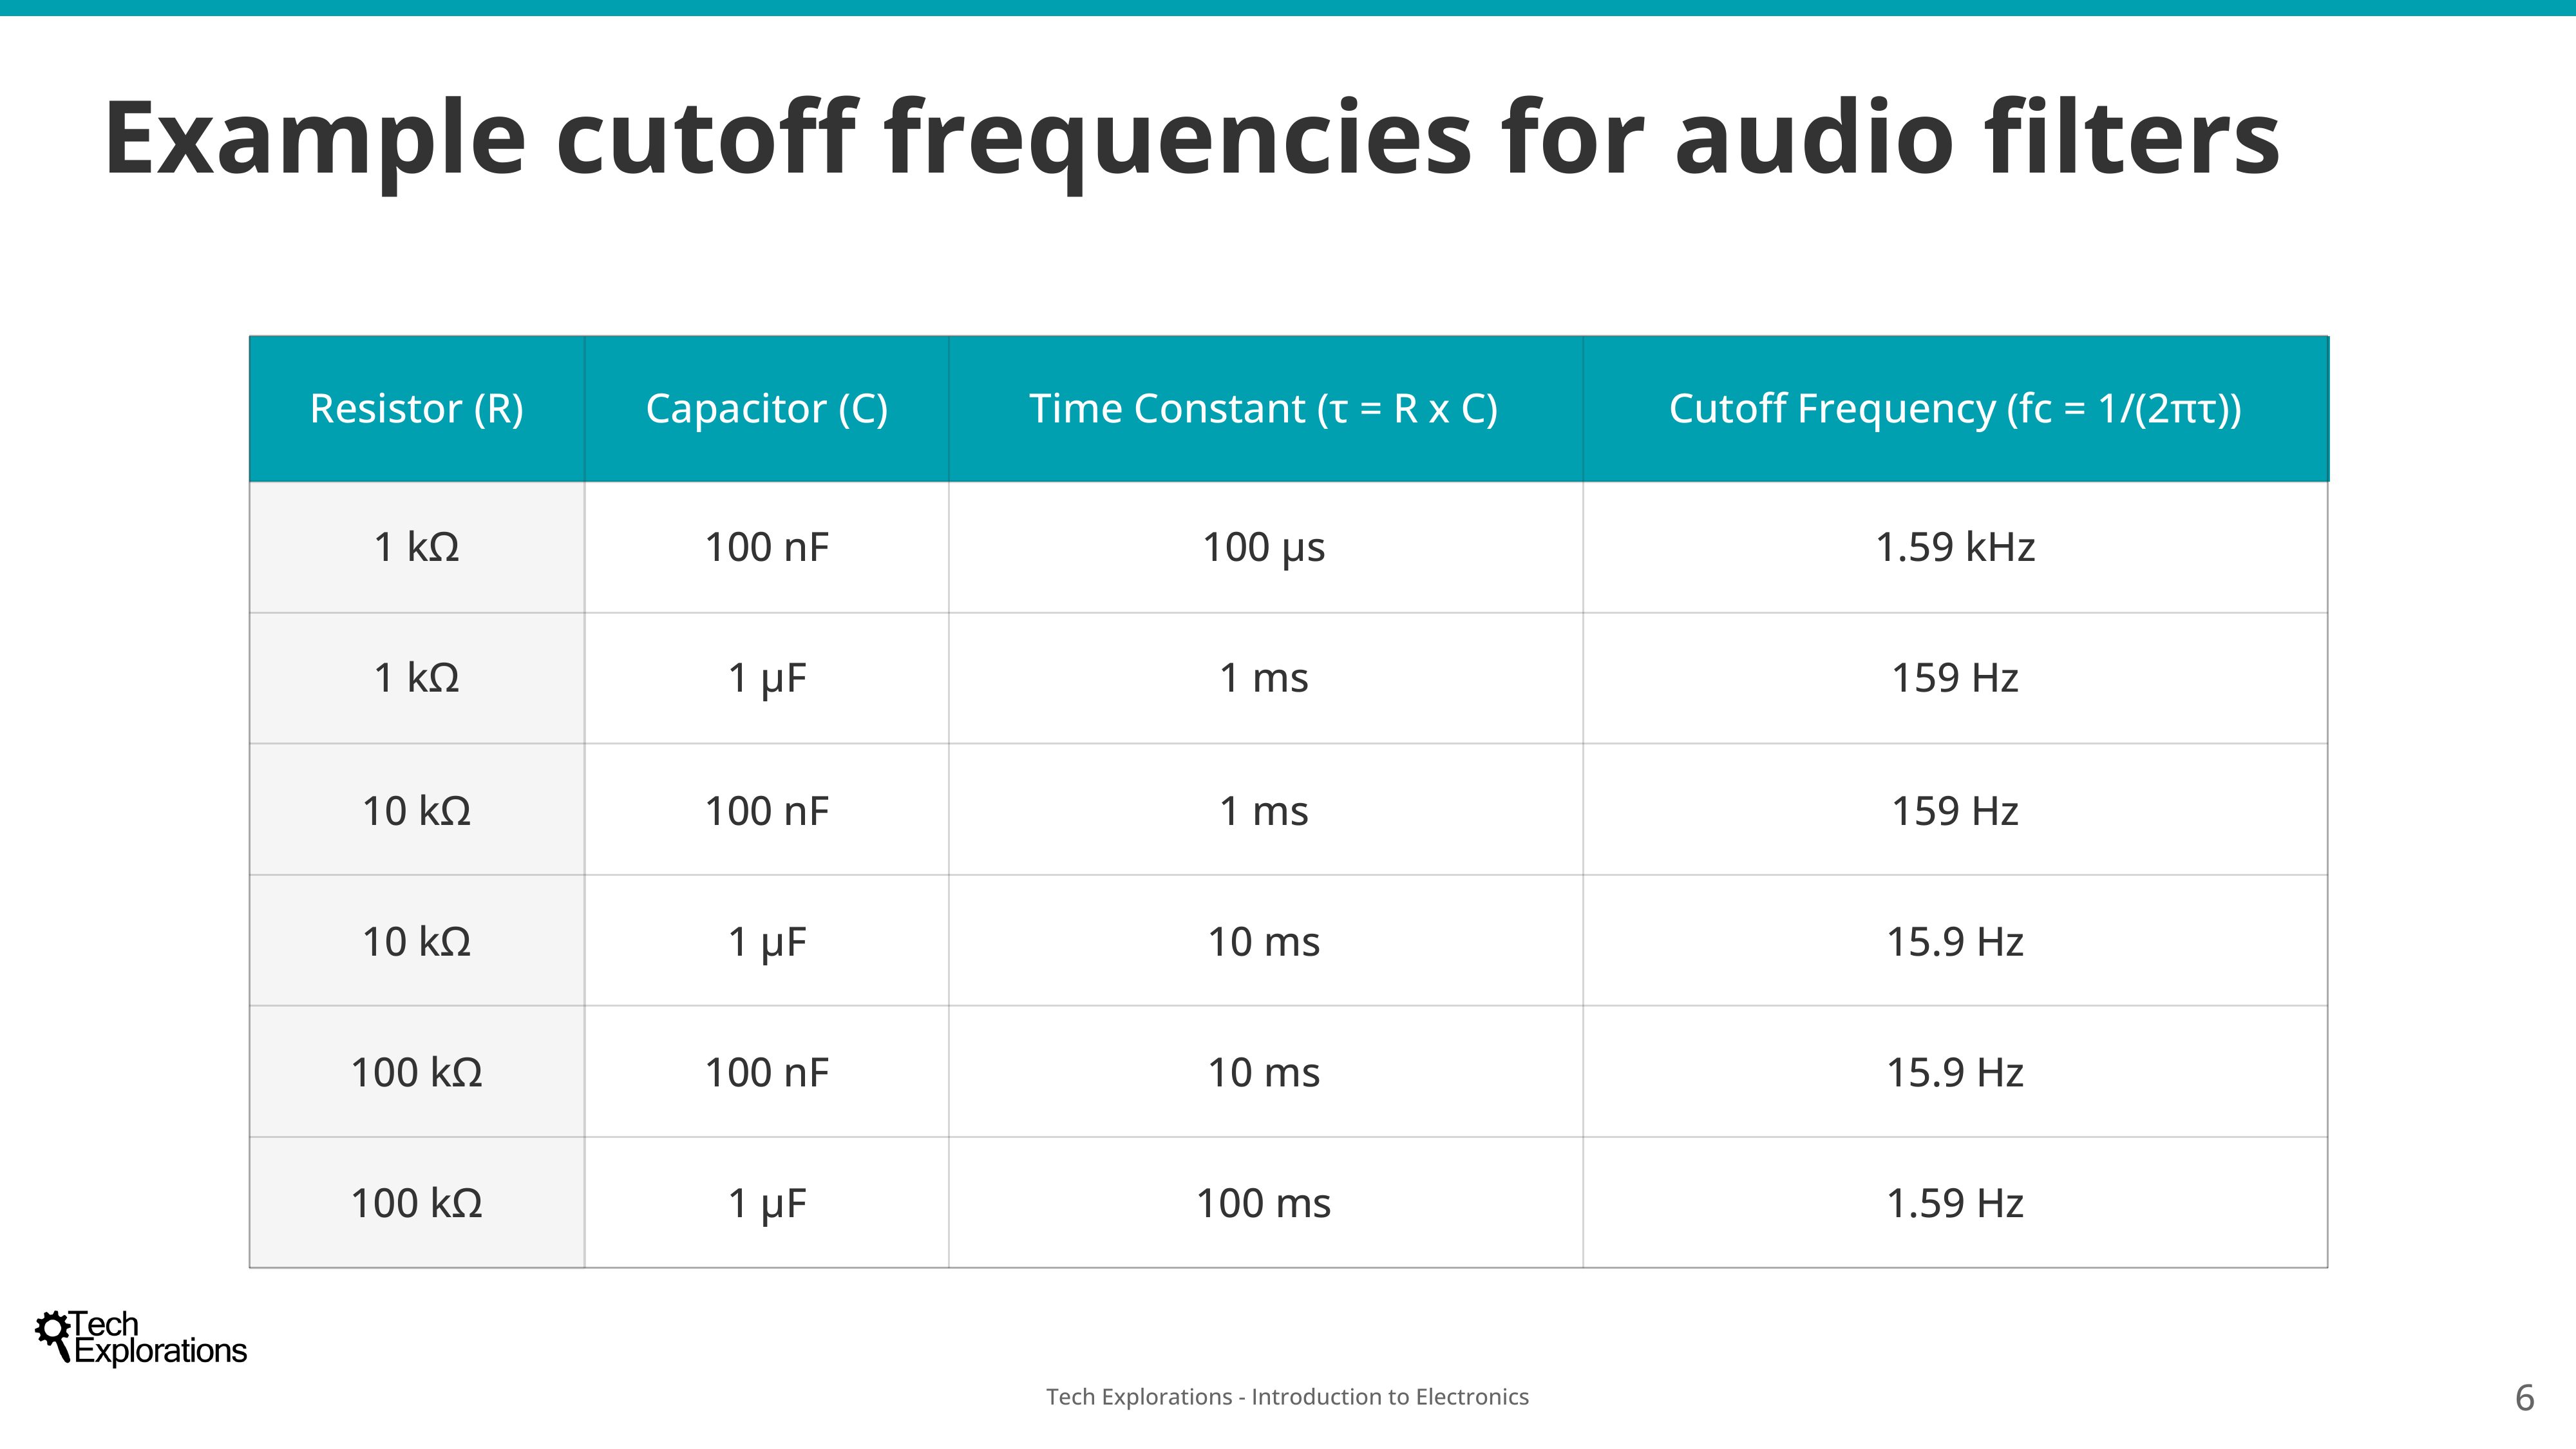 Example cutoff frequencies for audio filters
Resistor (R) Capacitor (C) Time Constant (τ = R x C) Cutoff Frequency (fc = 1/(2πτ))
1 kΩ 100 nF 100 µs 1.59 kHz
1 kΩ 1 µF 1 ms 159 Hz
10 kΩ 100 nF 1 ms 159 Hz
10 kΩ 1 µF 10 ms 15.9 Hz
100 kΩ 100 nF 10 ms 15.9 Hz
100 kΩ 1 µF 100 ms 1.59 Hz
Tech
Explorations
Tech Explorations - Introduction to Electronics
6